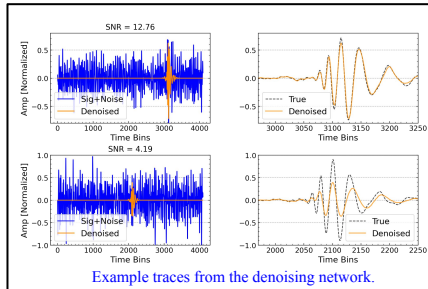 SNR = 12.76
Amp [Normalized]
0.5
0.0
−0.5
Sig+Noise
Denoised
0 1000 2000 3000 4000
Time Bins
0.5
0.0
−0.5
True
Denoised
3000 3050 3100 3150 3200 3250
Time Bins
SNR = 4.19
Amp [Normalized]
1.0
0.5
0.0
−0.5
−1.0
Sig+Noise
Denoised
0 1000 2000 3000 4000
Time Bins
1.0
0.5
0.0
−0.5
−1.0
True
Denoised
2000 2050 2100 2150 2200 2250
Time Bins
Example traces from the denoising network.